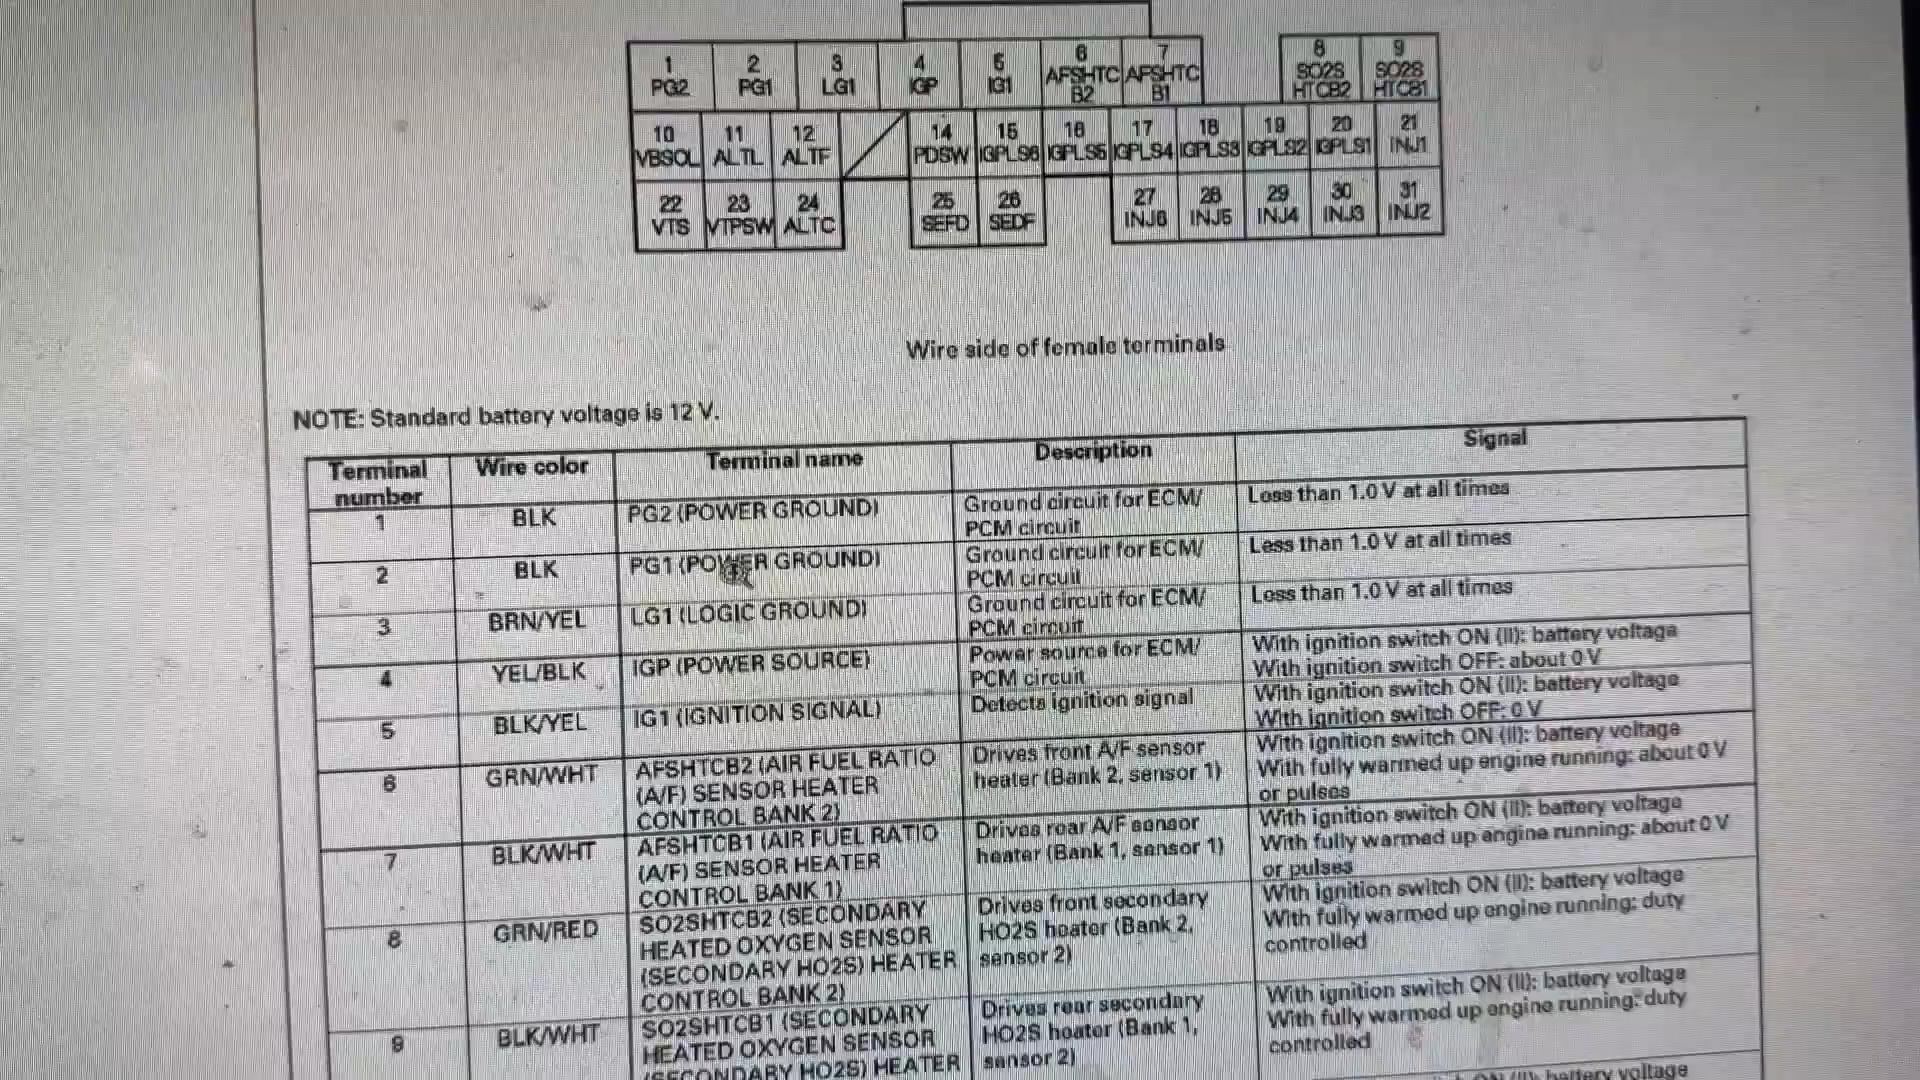 1 2 3 4 5 6 7 8 9
PG2 PG1 LG1 IGP IG1 AFSHTC B2 AFSHTC B1 SO2S HTCB2 SO2S HTCB1
10 11 12 14 15 16 17 18 19 20 21
VBSOL ALTL ALTF PDSW IGPLS6 IGPLS5 IGPLS4 IGPLS3 IGPLS2 IGPLS1 INJ1
22 23 24 25 26 27 28 29 30 31
VTS VTPSW ALTC SEFD SEDF INJ6 INJ5 INJ4 INJ3 INJ2
Wire side of female terminals
NOTE: Standard battery voltage is 12 V.
Terminal number
Wire color
Terminal name
Description
Signal
1
BLK
PG2 (POWER GROUND)
Ground circuit for ECM/
PCM circuit
Less than 1.0 V at all times
2
BLK
PG1 (POWER GROUND)
Ground circuit for ECM/
PCM circuit
Less than 1.0 V at all times
3
BRN/YEL
LG1 (LOGIC GROUND)
Ground circuit for ECM/
PCM circuit
Less than 1.0 V at all times
4
YEL/BLK
IGP (POWER SOURCE)
Power source for ECM/
PCM circuit
With ignition switch ON (II): battery voltage
With ignition switch OFF: about 0 V
5
BLK/YEL
IG1 (IGNITION SIGNAL)
Detects ignition signal
With ignition switch ON (II): battery voltage
With ignition switch OFF: 0 V
6
GRN/WHT
AFSHTCB2 (AIR FUEL RATIO
(A/F) SENSOR HEATER
CONTROL BANK 2)
Drives front A/F sensor
heater (Bank 2, sensor 1)
With ignition switch ON (II): battery voltage
With fully warmed up engine running: about 0 V
or pulses
7
BLK/WHT
AFSHTCB1 (AIR FUEL RATIO
(A/F) SENSOR HEATER
CONTROL BANK 1)
Drives rear A/F sensor
heater (Bank 1, sensor 1)
With ignition switch ON (II): battery voltage
With fully warmed up engine running: about 0 V
or pulses
8
GRN/RED
SO2SHTCB2 (SECONDARY
HEATED OXYGEN SENSOR
(SECONDARY HO2S) HEATER
CONTROL BANK 2)
Drives front secondary
HO2S heater (Bank 2,
sensor 2)
With ignition switch ON (II): battery voltage
With fully warmed up engine running: duty
controlled
9
BLK/WHT
SO2SHTCB1 (SECONDARY
HEATED OXYGEN SENSOR
(SECONDARY HO2S) HEATER
Drives rear secondary
HO2S heater (Bank 1,
sensor 2)
With ignition switch ON (II): battery voltage
With fully warmed up engine running: duty
controlled
ON (II): battery voltage